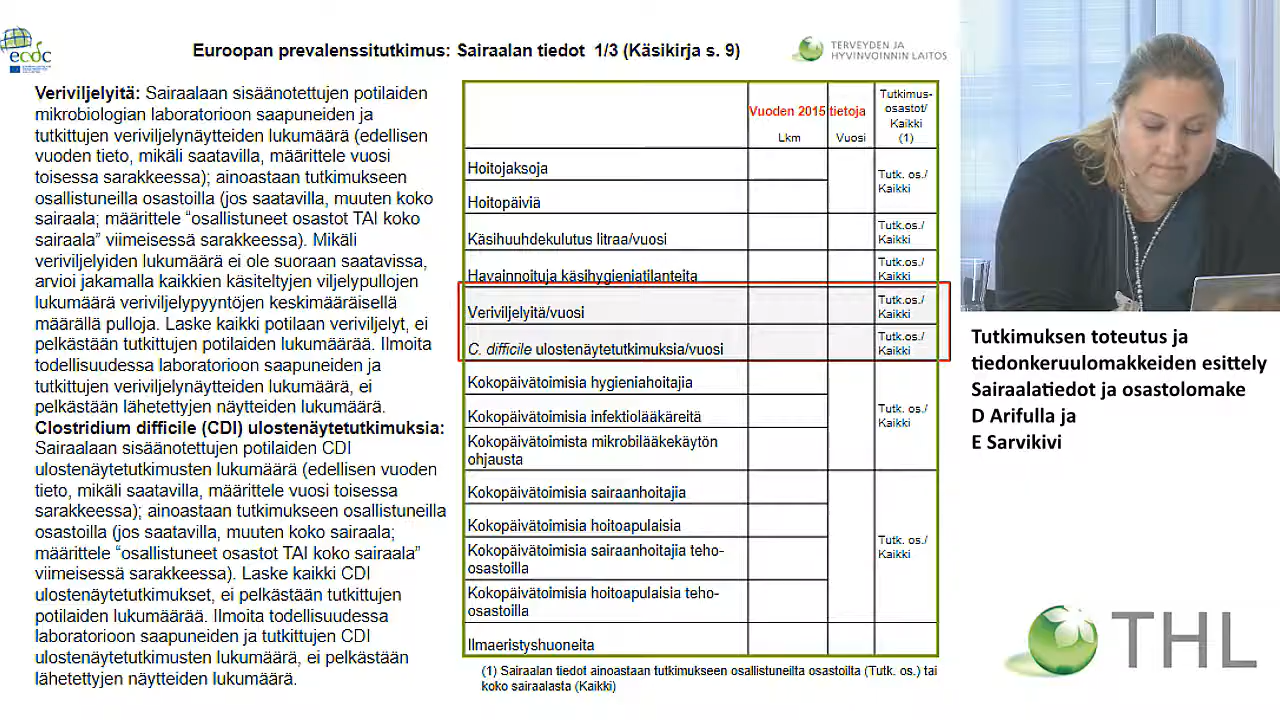 ecdc
Euroopan prevalenssitutkimus: Sairaalan tiedot 1/3 (Käsikirja s. 9)
TERVEYDEN JA
HYVINVOINNIN LAITOS
Veriviljelyitä: Sairaalaan sisäänotettujen potilaiden
mikrobiologian laboratorioon saapuneiden ja
tutkittujen veriviljelynäytteiden lukumäärä (edellisen
vuoden tieto, mikäli saatavilla, määrittele vuosi
toisessa sarakkeessa); ainoastaan tutkimukseen
osallistuneilla osastoilla (jos saatavilla, muuten koko
sairaala; määrittele “osallistuneet osastot TAI koko
sairaala” viimeisessä sarakkeessa). Mikäli
veriviljelyiden lukumäärä ei ole suoraan saatavissa,
arvioi jakamalla kaikkien käsiteltyjen viljelypullojen
lukumäärä veriviljelypyyntöjen keskimääräisellä
määrällä pulloja. Laske kaikki potilaan veriviljelyt, ei
pelkästään tutkittujen potilaiden lukumäärää. Ilmoita
todellisuudessa laboratorioon saapuneiden ja
tutkittujen veriviljelynäytteiden lukumäärä, ei
pelkästään lähetettyjen näytteiden lukumäärä.
Clostridium difficile (CDI) ulostenäytetutkimuksia:
Sairaalaan sisäänotettujen potilaiden CDI
ulostenäytetutkimusten lukumäärä (edellisen vuoden
tieto, mikäli saatavilla, määrittele vuosi toisessa
sarakkeessa); ainoastaan tutkimukseen osallistuneilla
osastoilla (jos saatavilla, muuten koko sairaala;
määrittele “osallistuneet osastot TAI koko sairaala”
viimeisessä sarakkeessa). Laske kaikki CDI
ulostenäytetutkimukset, ei pelkästään tutkittujen
potilaiden lukumäärää. Ilmoita todellisuudessa
laboratorioon saapuneiden ja tutkittujen CDI
ulostenäytetutkimusten lukumäärä, ei pelkästään
lähetettyjen näytteiden lukumäärä.
Vuoden 2015 tietoja
Lkm
Vuosi
Tutkimus-
osastot/
Kaikki
(1)
Hoitojaksoja
Hoitopäiviä
Tutk. os./
Kaikki
Käsihuuhdekulutus litraa/vuosi
Tutk. os./
Kaikki
Havainnoituja käsihygieniatilanteita
Tutk. os./
Kaikki
Veriviljelyitä/vuosi
Tutk.os./
Kaikki
C. difficile ulostenäytetutkimuksia/vuosi
Tutk.os./
Kaikki
Kokopäivätoimisia hygieniahoitajia
Kokopäivätoimisia infektiolääkäreitä
Kokopäivätoimista mikrobilääkekäytön
ohjausta
Tutk. os./
Kaikki
Kokopäivätoimisia sairaanhoitajia
Kokopäivätoimisia hoitoapulaisia
Kokopäivätoimisia sairaanhoitajia teho-
osastoilla
Kokopäivätoimisia hoitoapulaisia teho-
osastoilla
Tutk. os./
Kaikki
Ilmaeristyshuoneita
(1) Sairaalan tiedot ainoastaan tutkimukseen osallistuneilta osastoilta (Tutk. os.) tai
koko sairaalasta (Kaikki)
Tutkimuksen toteutus ja
tiedonkeruulomakkeiden esittely
Sairaalatiedot ja osastolomake
D Arifulla ja
E Sarvikivi
THL